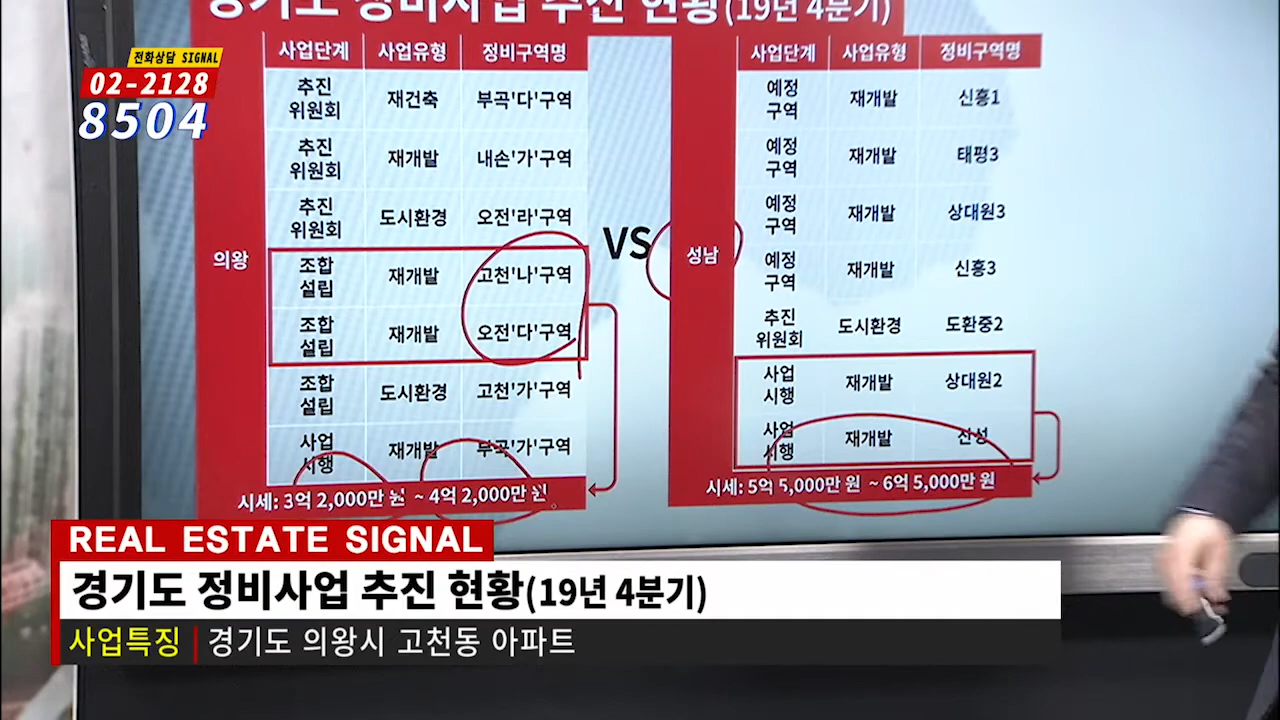 경기도 정비사업 추진 현황(19년 4분기)
전화상담 SIGNAL
02-2128
8504
사업단계 사업유형 정비구역명
추진위원회 재건축 부곡'다'구역
추진위원회 재개발 내손'가'구역
추진위원회 도시환경 오전'라'구역
의왕
조합설립 재개발 고천'나'구역
조합설립 재개발 오전'다'구역
조합설립 도시환경 고천'가'구역
사업시행 재개발 부곡'가'구역
시세: 3억 2,000만 원 ~ 4억 2,000만 원
VS
사업단계 사업유형 정비구역명
예정구역 재개발 신흥1
예정구역 재개발 태평3
예정구역 재개발 상대원3
성남
예정구역 재개발 신흥3
추진위원회 도시환경 도환중2
사업시행 재개발 상대원2
사업시행 재개발 산성
시세: 5억 5,000만 원 ~ 6억 5,000만 원
REAL ESTATE SIGNAL
경기도 정비사업 추진 현황(19년 4분기)
사업특징 | 경기도 의왕시 고천동 아파트